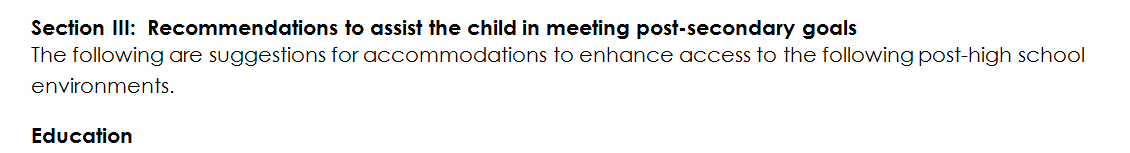 Section III:  Recommendations to assist the child in meeting post-secondary goals
The following are suggestions for accommodations to enhance access to the following post-high school
environments.
Education